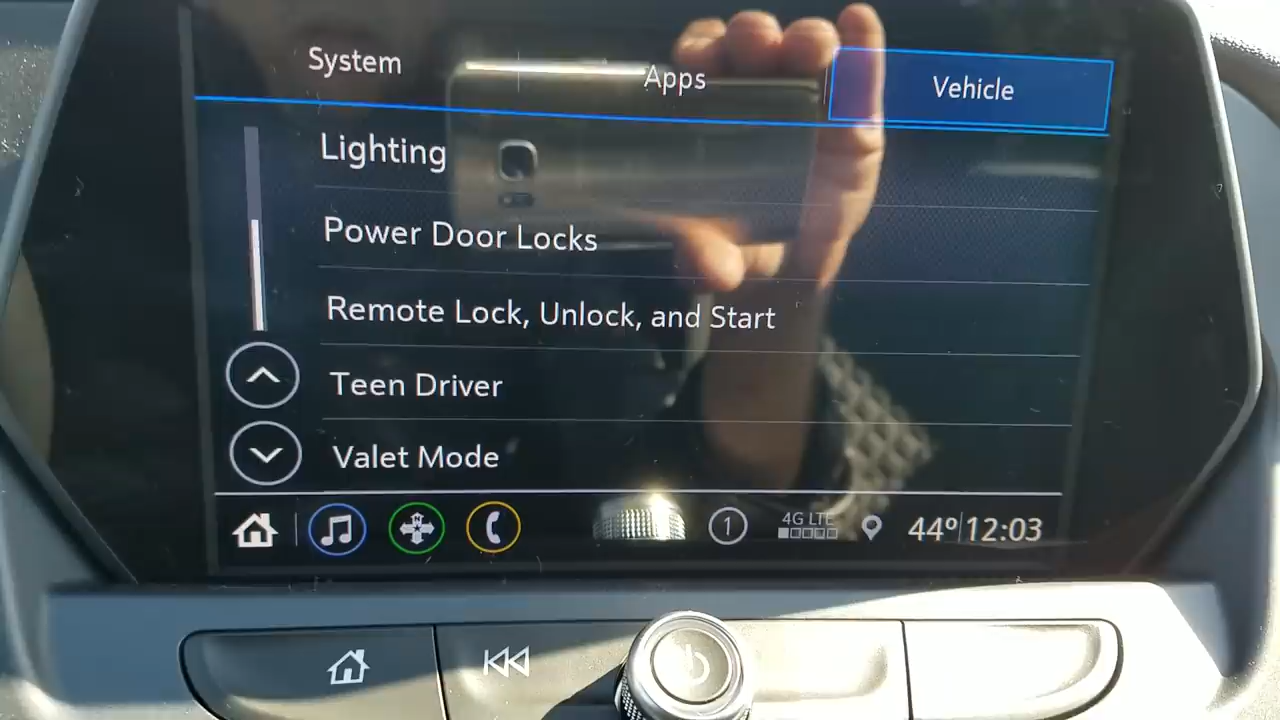 System
Apps
Vehicle
Lighting
Power Door Locks
Remote Lock, Unlock, and Start
Teen Driver
Valet Mode
N
1
4G LTE
44° 12:03